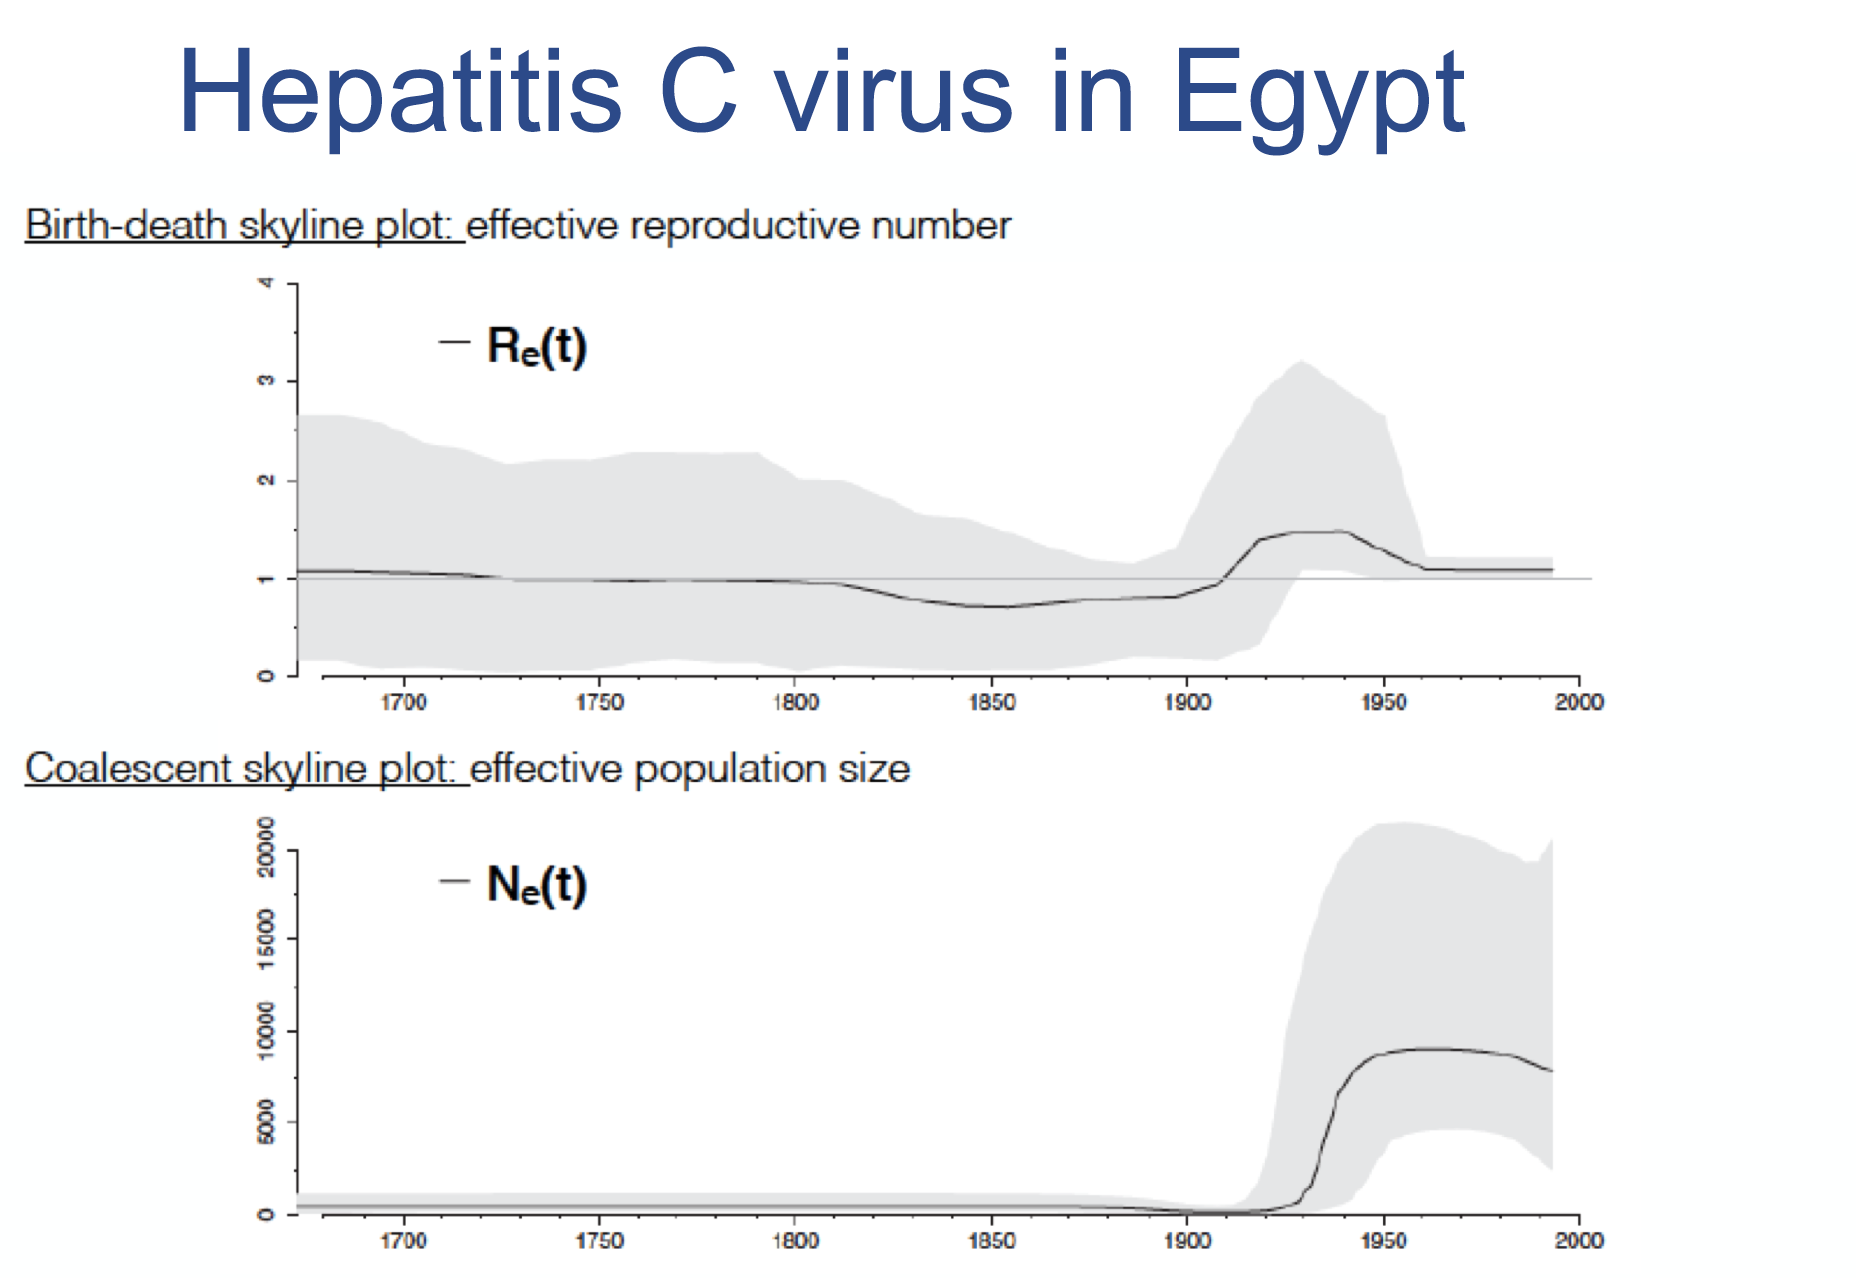 Hepatitis C virus in Egypt
Birth-death skyline plot: effective reproductive number
4
3
2
1
0
Re(t)
1700 1750 1800 1850 1900 1950 2000
Coalescent skyline plot: effective population size
20000
15000
10000
5000
0
Ne(t)
1700 1750 1800 1850 1900 1950 2000